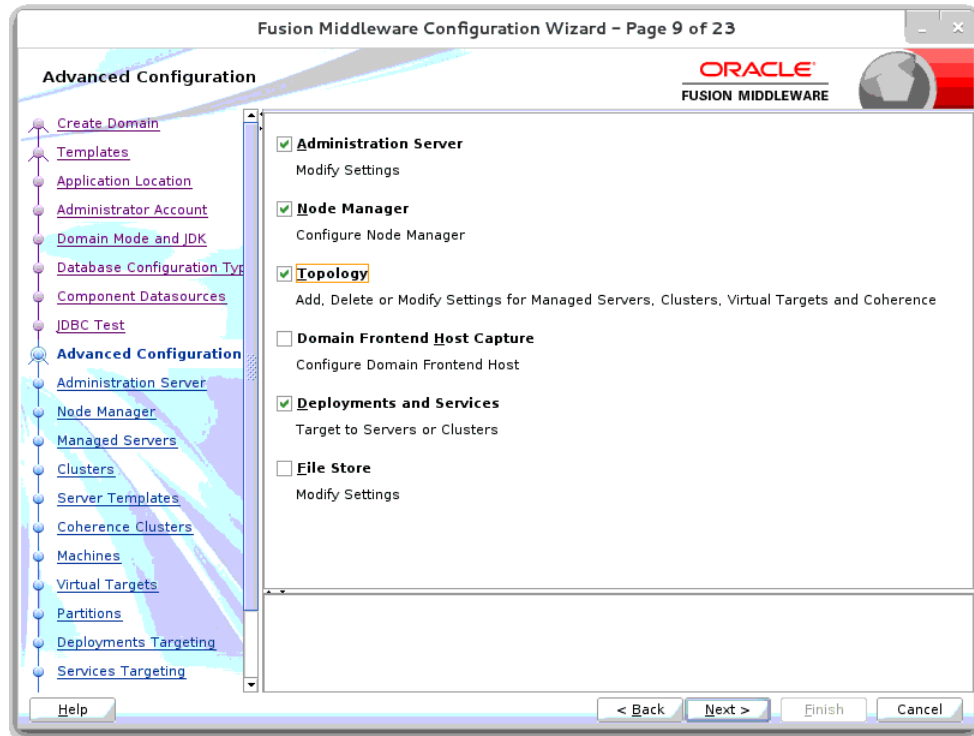 Fusion Middleware Configuration Wizard - Page 9 of 23
Advanced Configuration
ORACLE
FUSION MIDDLEWARE
Create Domain
Templates
Application Location
Administrator Account
Domain Mode and JDK
Database Configuration Typ
Component Datasources
JDBC Test
Advanced Configuration
Administration Server
Node Manager
Managed Servers
Clusters
Server Templates
Coherence Clusters
Machines
Virtual Targets
Partitions
Deployments Targeting
Services Targeting
Administration Server
Modify Settings
Node Manager
Configure Node Manager
Topology
Add, Delete or Modify Settings for Managed Servers, Clusters, Virtual Targets and Coherence
Domain Frontend Host Capture
Configure Domain Frontend Host
Deployments and Services
Target to Servers or Clusters
File Store
Modify Settings
Help
< Back
Next >
Finish
Cancel